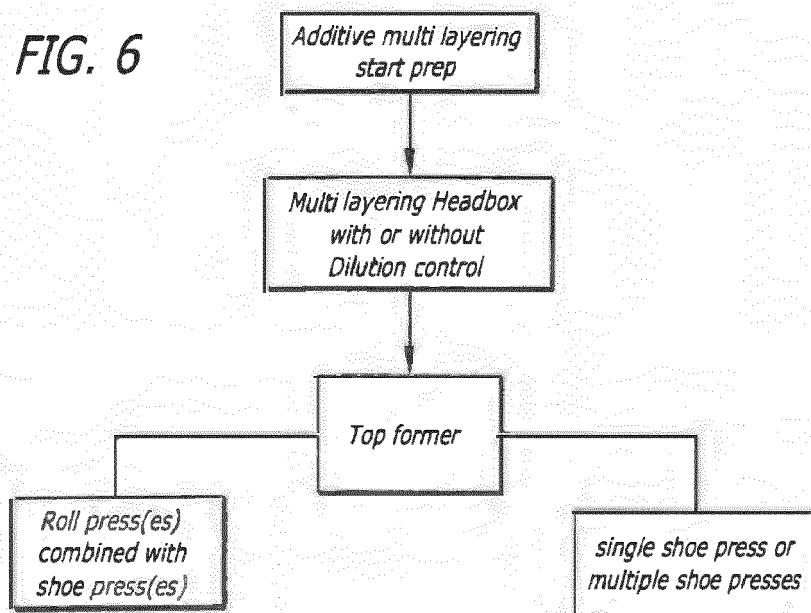 FIG. 6
Additive multi layering
start prep
Multi layering Headbox
with or without
Dilution control
Top former
Roll press(es)
combined with
shoe press(es)
single shoe press or
multiple shoe presses